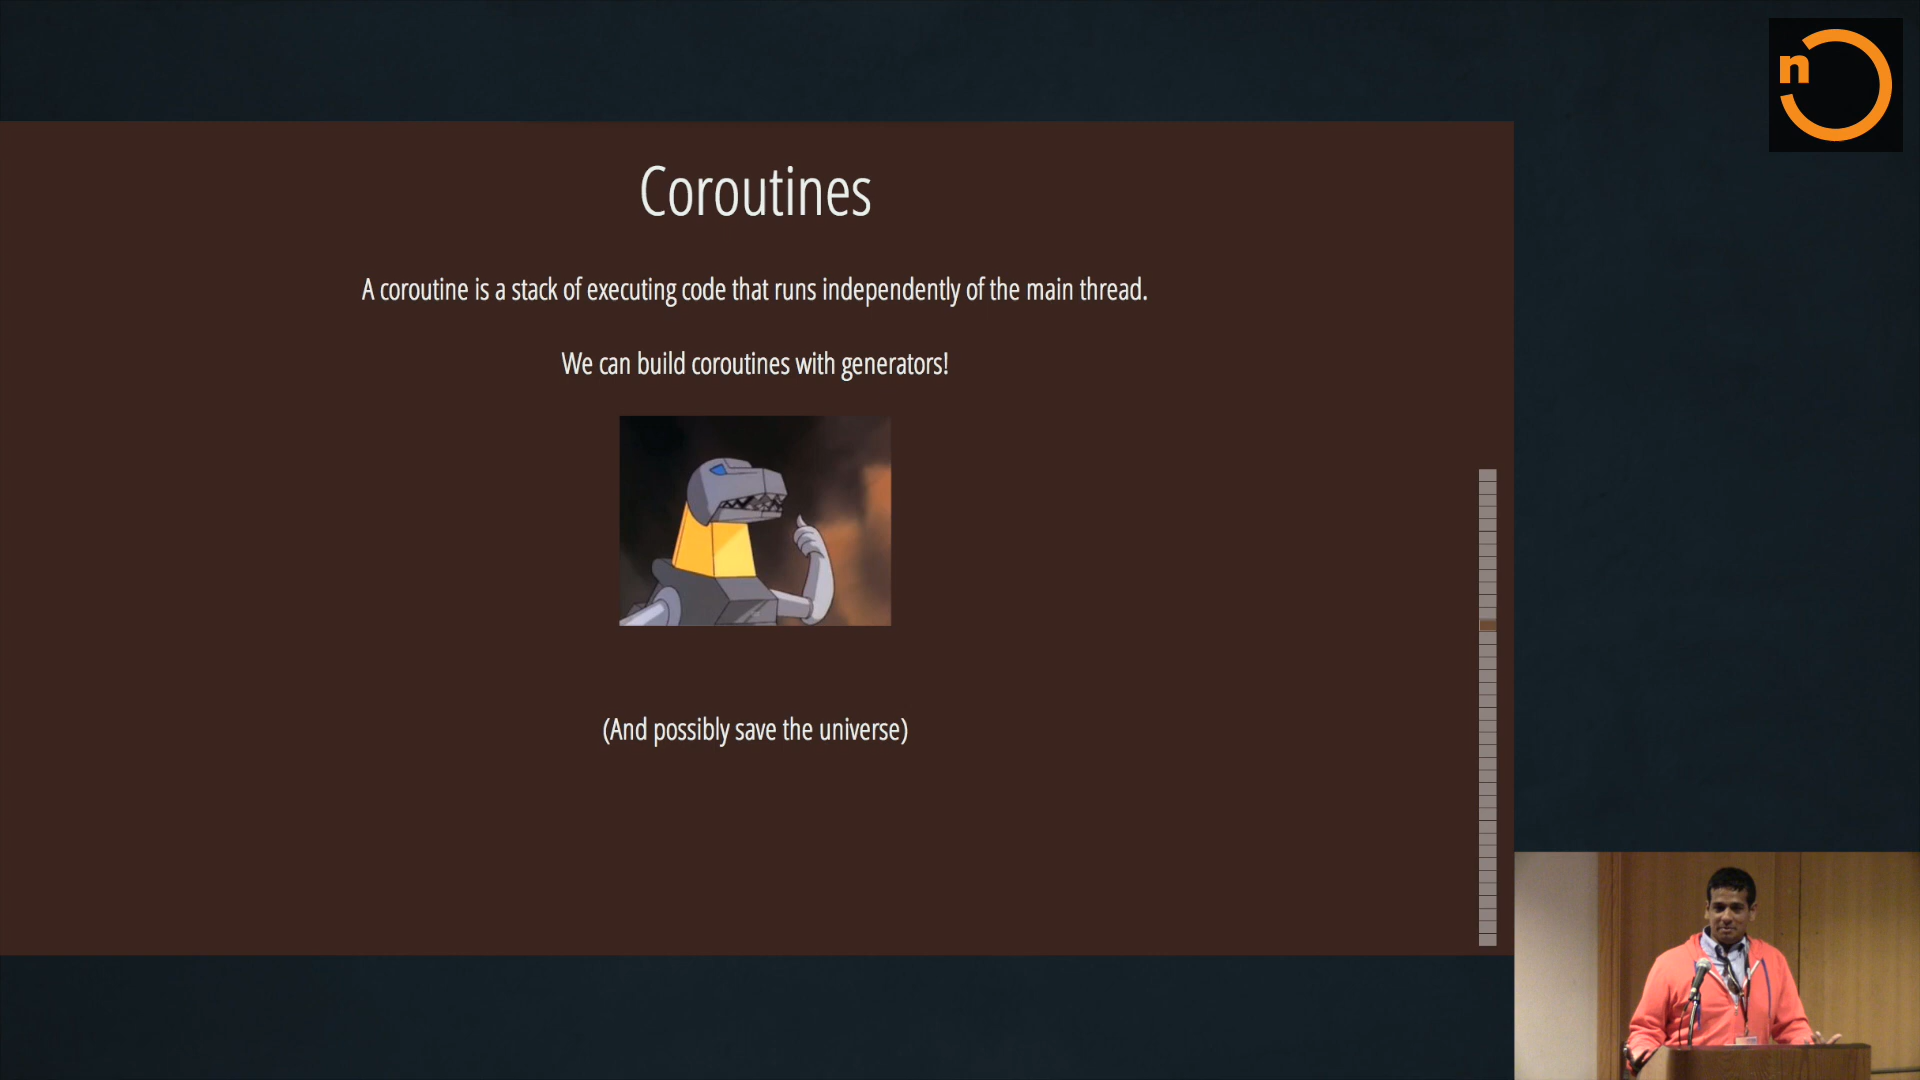 n
Coroutines
A coroutine is a stack of executing code that runs independently of the main thread.
We can build coroutines with generators!
(And possibly save the universe)